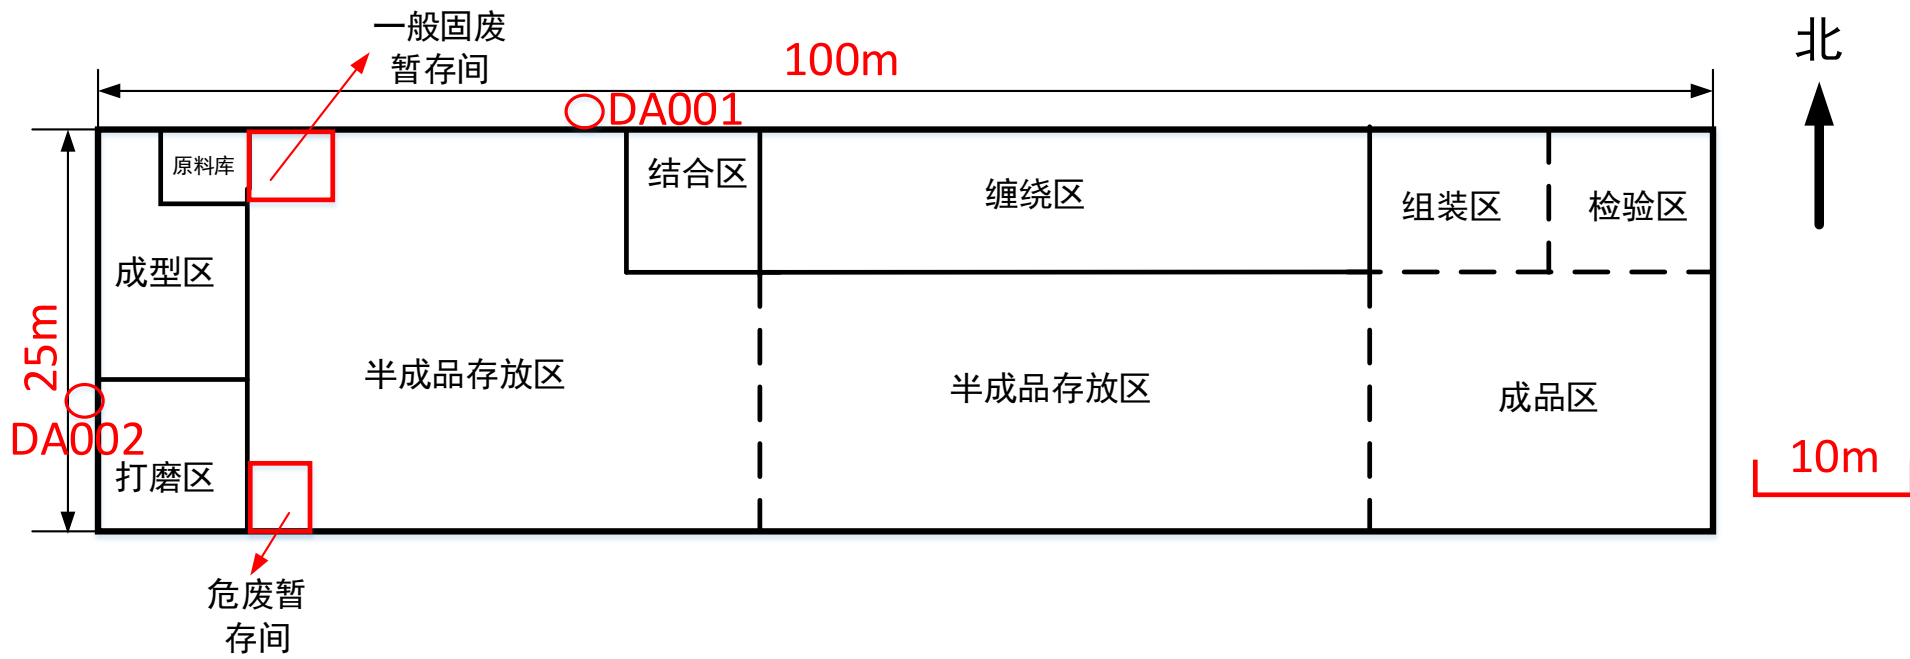 一般固废
暂存间
100m
北
DA001
原料库
结合区
缠绕区
组装区
检验区
成型区
25m
半成品存放区
半成品存放区
成品区
DA002
打磨区
10m
危废暂
存间